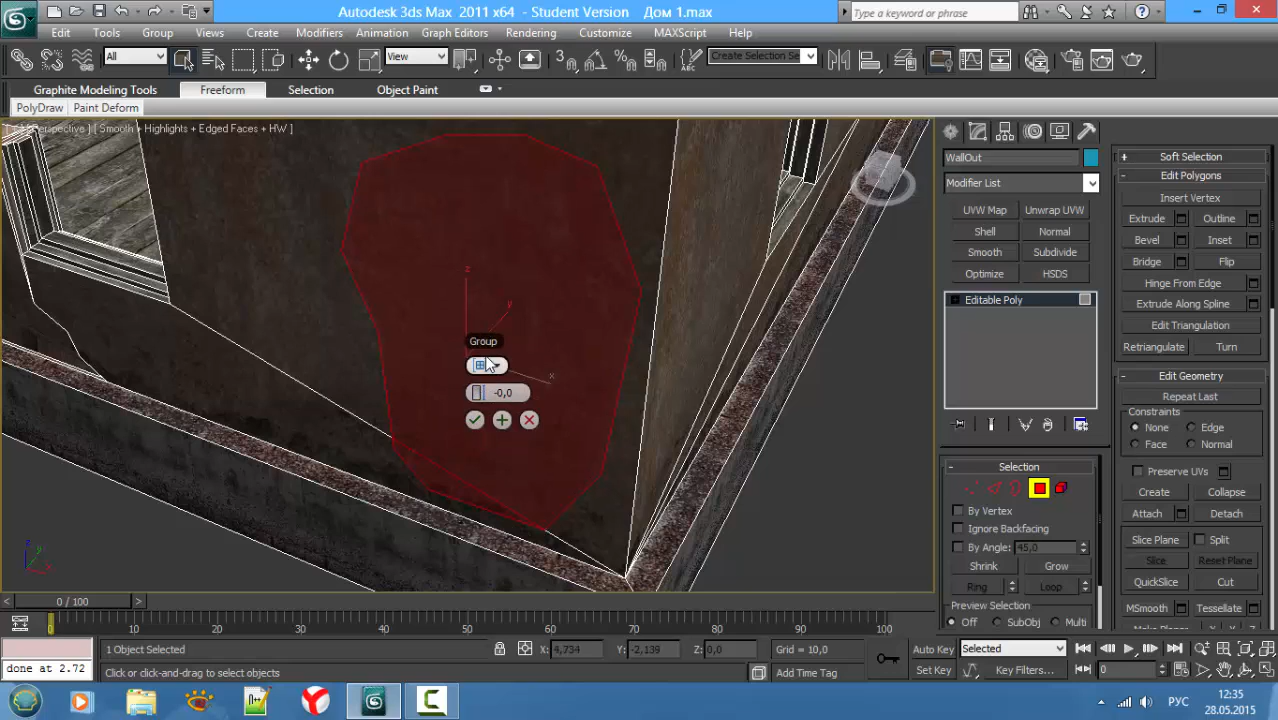 Autodesk 3ds Max 2011 x64 - Student Version Дом 1.max
Type a keyword or phrase
Edit Tools Group Views Create Modifiers Animation Graph Editors Rendering Customize MAXScript Help
All
View
Create Selection Se
Graphite Modeling Tools Freeform Selection Object Paint
PolyDraw Paint Deform
Perspective ] [ Smooth + Highlights + Edged Faces + HW ]
z
y
x
Group
-0,0
WallOut
Modifier List
UVW Map Unwrap UVW
Shell Normal
Smooth Subdivide
Optimize HSDS
Editable Poly
Selection
By Vertex
Ignore Backfacing
By Angle: 45,0
Shrink Grow
Ring Loop
Preview Selection
Off SubObj Multi
Soft Selection
Edit Polygons
Insert Vertex
Extrude Outline
Bevel Inset
Bridge Flip
Hinge From Edge
Extrude Along Spline
Edit Triangulation
Retriangulate Turn
Edit Geometry
Repeat Last
Constraints
None Edge
Face Normal
Preserve UVs
Create Collapse
Attach Detach
Slice Plane Split
Slice Reset Plane
QuickSlice Cut
MSmooth Tessellate
0 / 100
0 10 20 30 40 50 60 70 80 90 100
1 Object Selected X: 4,734 Y: -2,139 Z: 0,0 Grid = 10,0 Auto Key Selected
done at 2.72 Click or click-and-drag to select objects Add Time Tag Set Key Key Filters... 0
РУС
12:35
28.05.2015